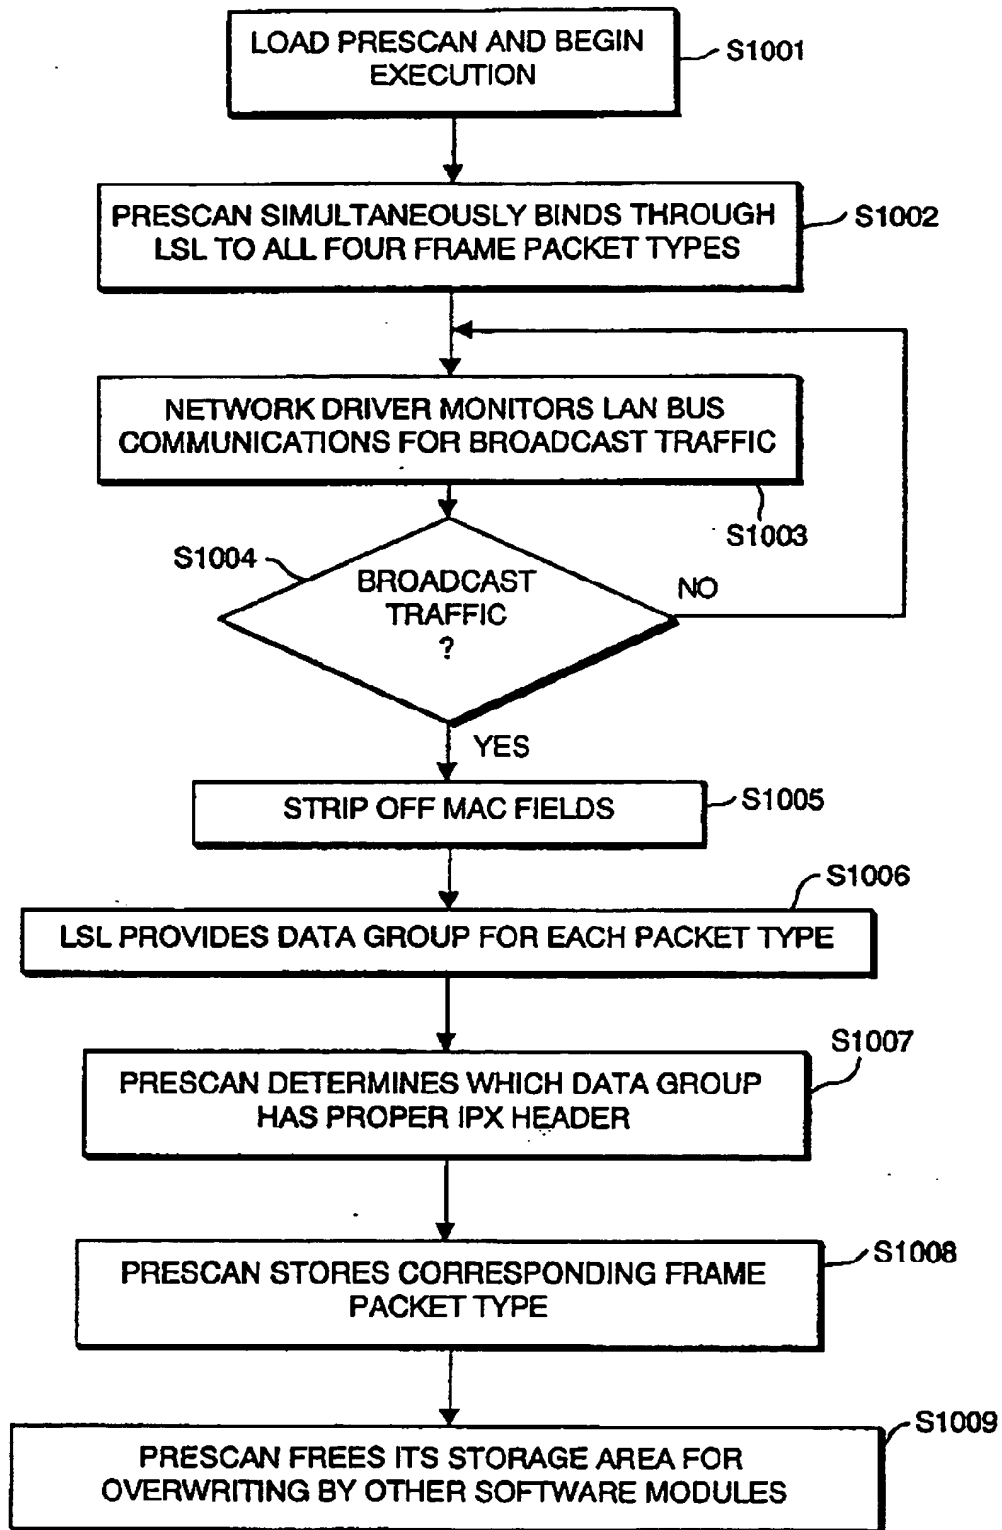 LOAD PRESCAN AND BEGIN
EXECUTION
S1001
PRESCAN SIMULTANEOUSLY BINDS THROUGH
LSL TO ALL FOUR FRAME PACKET TYPES
S1002
NETWORK DRIVER MONITORS LAN BUS
COMMUNICATIONS FOR BROADCAST TRAFFIC
S1003
S1004
BROADCAST
TRAFFIC
?
NO
YES
STRIP OFF MAC FIELDS
S1005
S1006
LSL PROVIDES DATA GROUP FOR EACH PACKET TYPE
S1007
PRESCAN DETERMINES WHICH DATA GROUP
HAS PROPER IPX HEADER
S1008
PRESCAN STORES CORRESPONDING FRAME
PACKET TYPE
S1009
PRESCAN FREES ITS STORAGE AREA FOR
OVERWRITING BY OTHER SOFTWARE MODULES